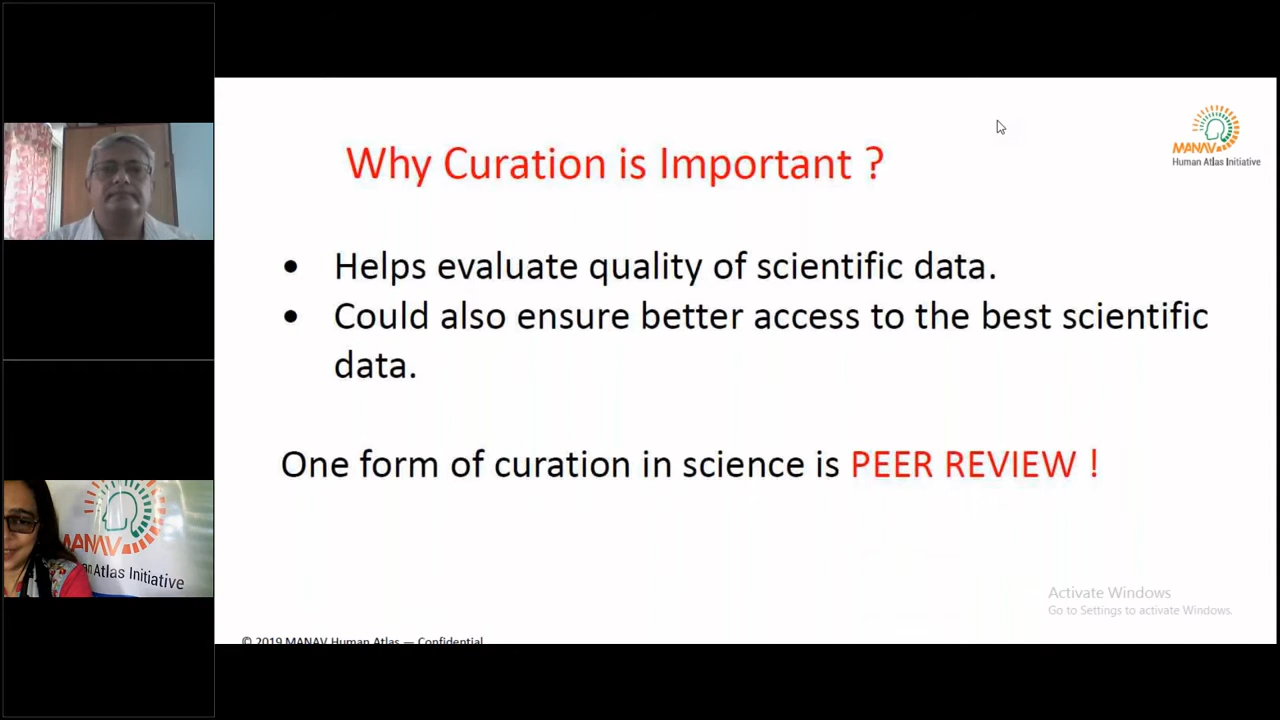 Why Curation is Important ?
MANAV
Human Atlas Initiative
• Helps evaluate quality of scientific data.
• Could also ensure better access to the best scientific
data.
One form of curation in science is PEER REVIEW !
MANAV
Atlas Initiative
Activate Windows
Go to Settings to activate Windows.
© 2019 MANAV Human Atlas — Confidential